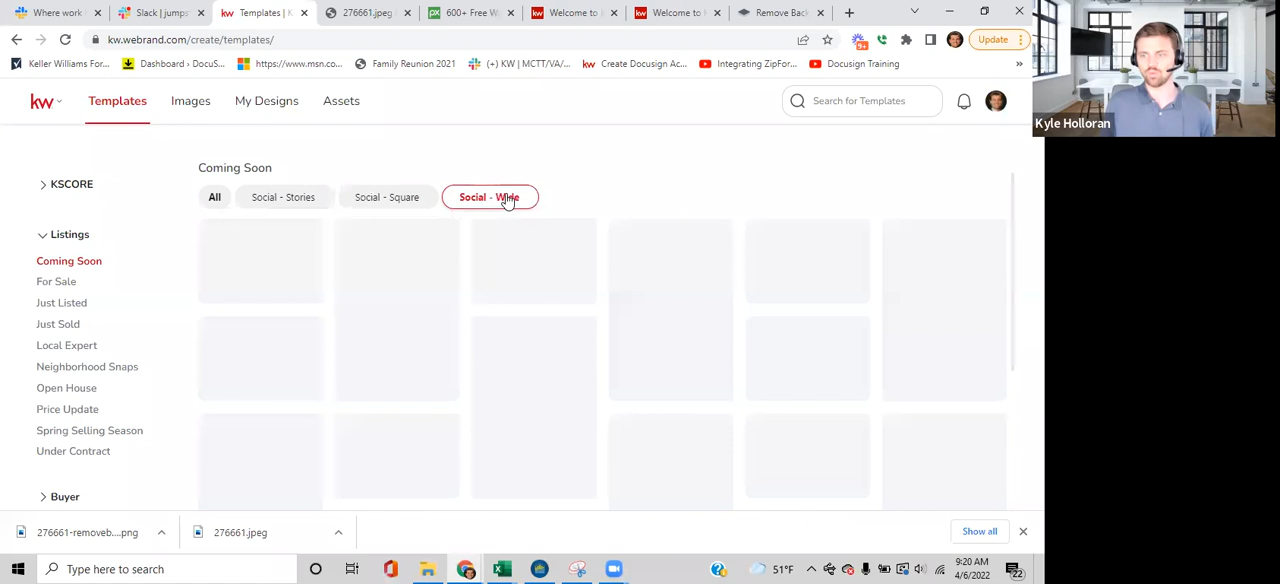 Where work
Slack | jumps
Templates | K
276661.jpeg
600+ Free W
Welcome to
Welcome to K
Remove Bac
kw.webrand.com/create/templates/
Update
Keller Williams For...
Dashboard › DocuS...
https://www.msn.co...
Family Reunion 2021
(+) KW | MCTT/VA/...
Create Docusign Ac...
Integrating ZipFor...
Docusign Training
»
kw
Templates
Images
My Designs
Assets
Search for Templates
Kyle Holloran
Coming Soon
KSCORE
All
Social - Stories
Social - Square
Social - Wide
Listings
Coming Soon
For Sale
Just Listed
Just Sold
Local Expert
Neighborhood Snaps
Open House
Price Update
Spring Selling Season
Under Contract
Buyer
276661-removeb....png
276661.jpeg
Show all
Type here to search
51°F
9:20 AM
4/6/2022
22